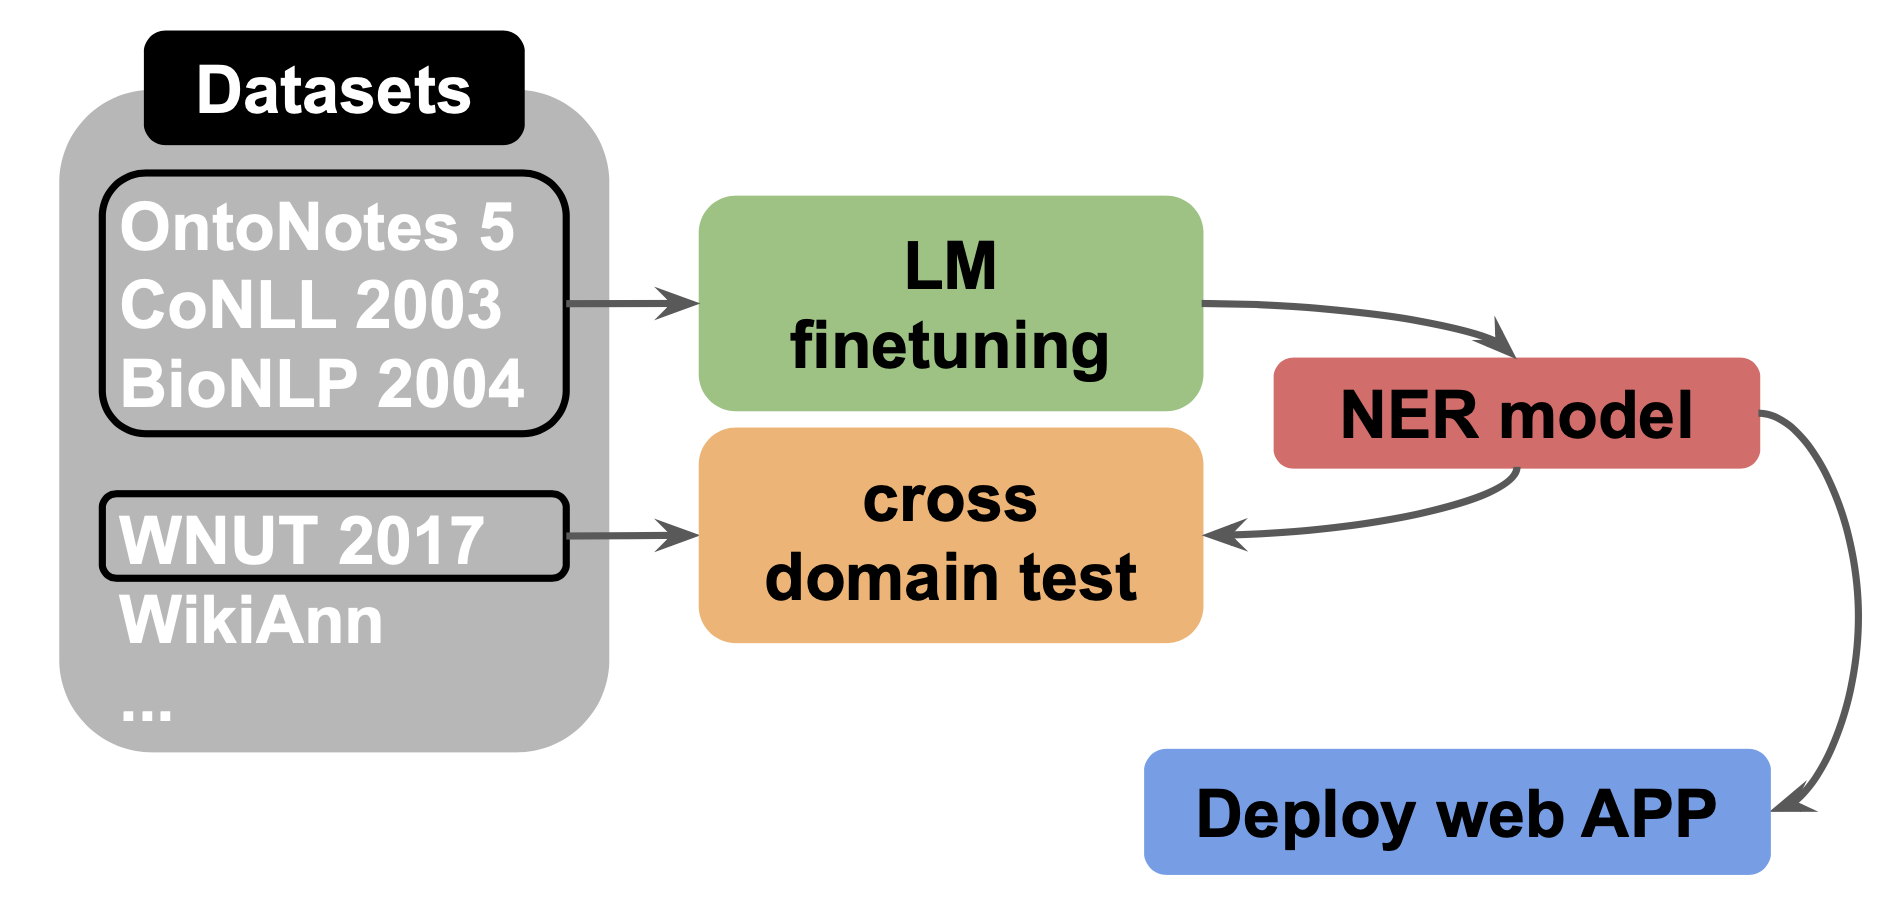 Datasets
OntoNotes 5
CoNLL 2003
BioNLP 2004
WNUT 2017
WikiAnn
...
LM
finetuning
cross
domain test
NER model
Deploy web APP